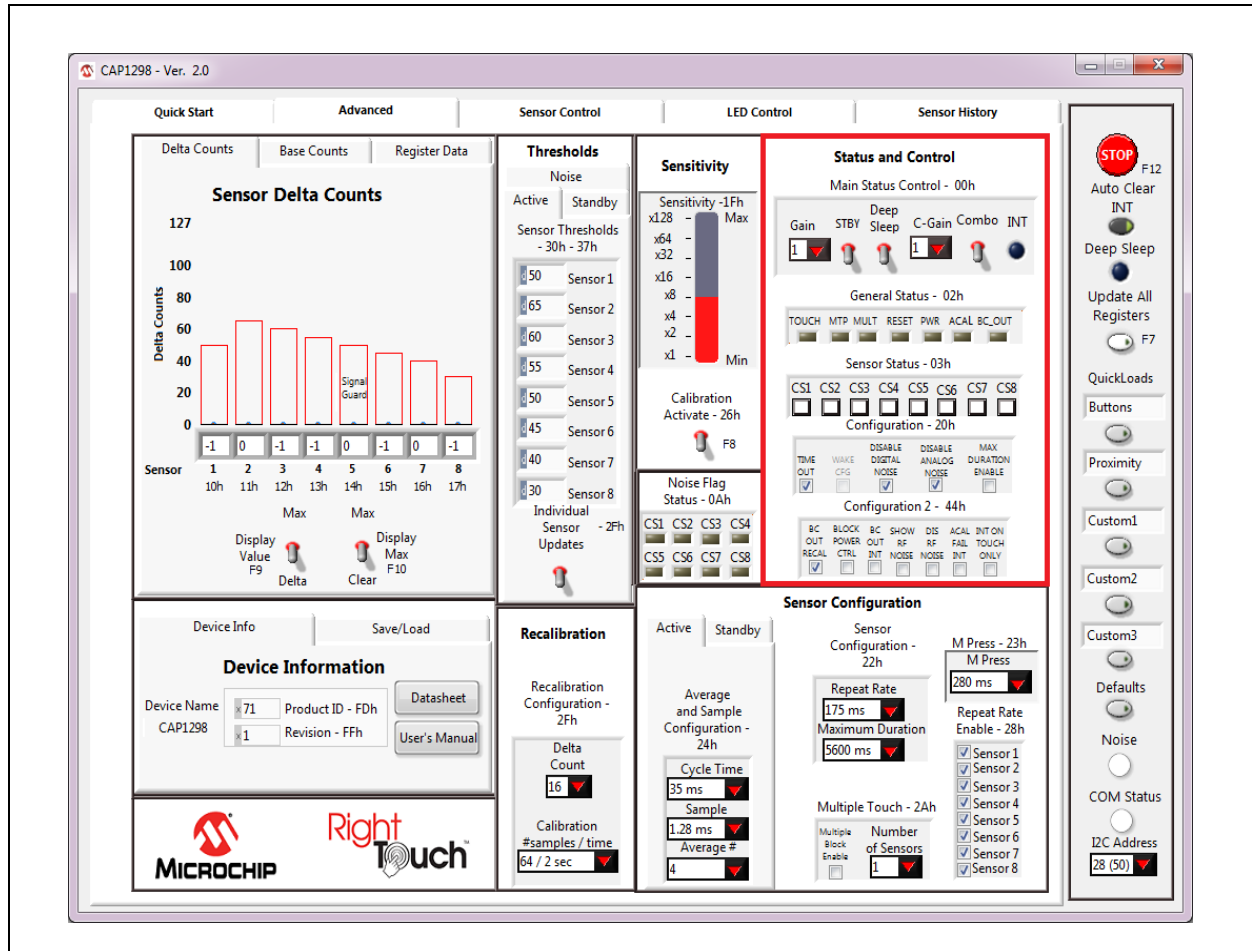 CAP1298 - Ver. 2.0
Quick Start
Advanced
Sensor Control
LED Control
Sensor History
Delta Counts
Base Counts
Register Data
Sensor Delta Counts
Delta Counts
127
100
80
60
40
20
0
Signal
Guard
-1 0 -1 -1 0 -1 0 -1
Sensor 1 2 3 4 5 6 7 8
10h 11h 12h 13h 14h 15h 16h 17h
Max
Display
Value
F9
Delta
Max
Display
Max
F10
Clear
Thresholds
Noise
Active
Standby
Sensor Thresholds
- 30h - 37h
d 50 Sensor 1
d 65 Sensor 2
d 60 Sensor 3
d 55 Sensor 4
d 50 Sensor 5
d 45 Sensor 6
d 40 Sensor 7
d 30 Sensor 8
Individual
Sensor - 2Fh
Updates
Sensitivity
Sensitivity -1Fh
x128 Max
x64
x32
x16
x8
x4
x2
x1 Min
Calibration
Activate - 26h
F8
Noise Flag
Status - 0Ah
CS1 CS2 CS3 CS4
CS5 CS6 CS7 CS8
Status and Control
Main Status Control - 00h
Gain
1
STBY
Deep
Sleep
C-Gain
1
Combo
INT
General Status - 02h
TOUCH MTP MULT RESET PWR ACAL BC_OUT
Sensor Status - 03h
CS1 CS2 CS3 CS4 CS5 CS6 CS7 CS8
Configuration - 20h
TIME
OUT
WAKE
CFG
DISABLE
DIGITAL
NOISE
DISABLE
ANALOG
NOISE
MAX
DURATION
ENABLE
Configuration 2 - 44h
BC
OUT
RECAL
BLOCK
POWER
CTRL
BC
OUT
INT
SHOW
RF
NOISE
DIS
RF
NOISE
ACAL
FAIL
INT
INT ON
TOUCH
ONLY
Device Info
Save/Load
Device Information
Device Name
CAP1298
x 71 Product ID - FDh
x 1 Revision - FFh
Datasheet
User's Manual
MICROCHIP
Right
Touch
Recalibration
Recalibration
Configuration -
2Fh
Delta
Count
16
Calibration
#samples / time
64 / 2 sec
Sensor Configuration
Active
Standby
Average
and Sample
Configuration -
24h
Cycle Time
35 ms
Sample
1.28 ms
Average #
4
Sensor
Configuration -
22h
Repeat Rate
175 ms
Maximum Duration
5600 ms
Multiple Touch - 2Ah
Multiple
Block
Enable
Number
of Sensors
1
M Press - 23h
M Press
280 ms
Repeat Rate
Enable - 28h
Sensor 1
Sensor 2
Sensor 3
Sensor 4
Sensor 5
Sensor 6
Sensor 7
Sensor 8
STOP
F12
Auto Clear
INT
Deep Sleep
Update All
Registers
F7
QuickLoads
Buttons
Proximity
Custom1
Custom2
Custom3
Defaults
Noise
COM Status
I2C Address
28 (50)